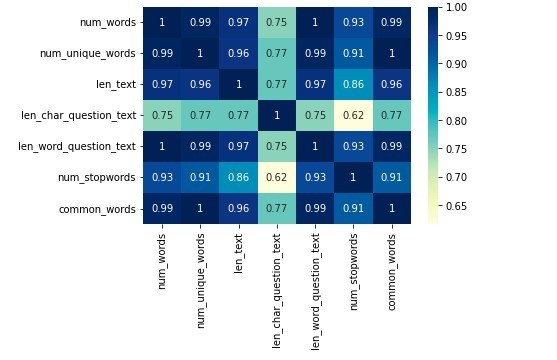 num_words 1 0.99 0.97 0.75 1 0.93 0.99
num_unique_words 0.99 1 0.96 0.77 0.99 0.91 1
len_text 0.97 0.96 1 0.77 0.97 0.86 0.96
len_char_question_text 0.75 0.77 0.77 1 0.75 0.62 0.77
len_word_question_text 1 0.99 0.97 0.75 1 0.93 0.99
num_stopwords 0.93 0.91 0.86 0.62 0.93 1 0.91
common_words 0.99 1 0.96 0.77 0.99 0.91 1
num_words
num_unique_words
len_text
len_char_question_text
len_word_question_text
num_stopwords
common_words
1.00
0.95
0.90
0.85
0.80
0.75
0.70
0.65